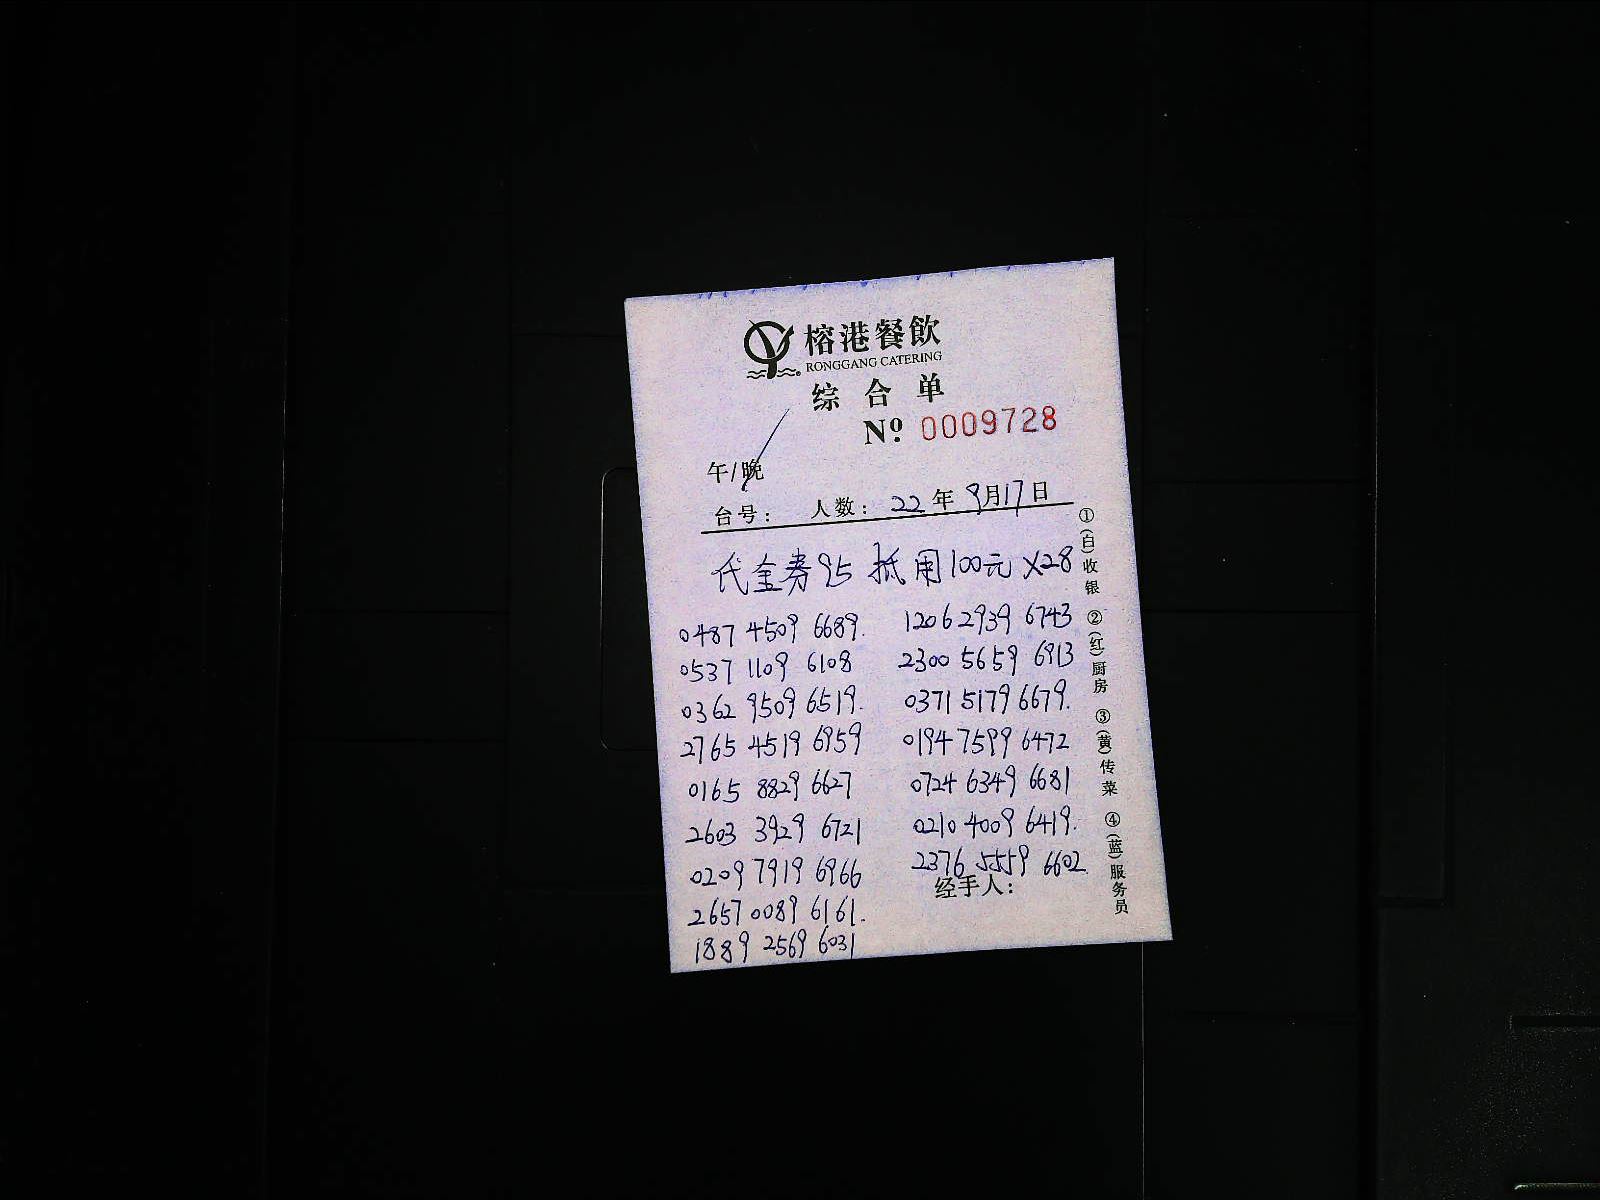 榕港餐飲
RONGGANG CATERING
综合单
Nº 0009728
午/晚
台号: 人数: 22年9月17日
代金券95 抵用100元 X28
0487 4509 6689. 1206 2939 6743
0537 1109 6108 2300 5659 6913
0362 9509 6519. 0371 5179 6679.
2765 4519 6959 0194 7599 6472
0165 8829 6627 0724 6349 6681
2603 3929 6721 0210 4009 6419.
0209 7919 6966 2376 5559 6602.
经手人:
2657 0089 6161.
1889 2569 6031
①(白)收银 ②(红)厨房 ③(黄)传菜 ④(蓝)服务员